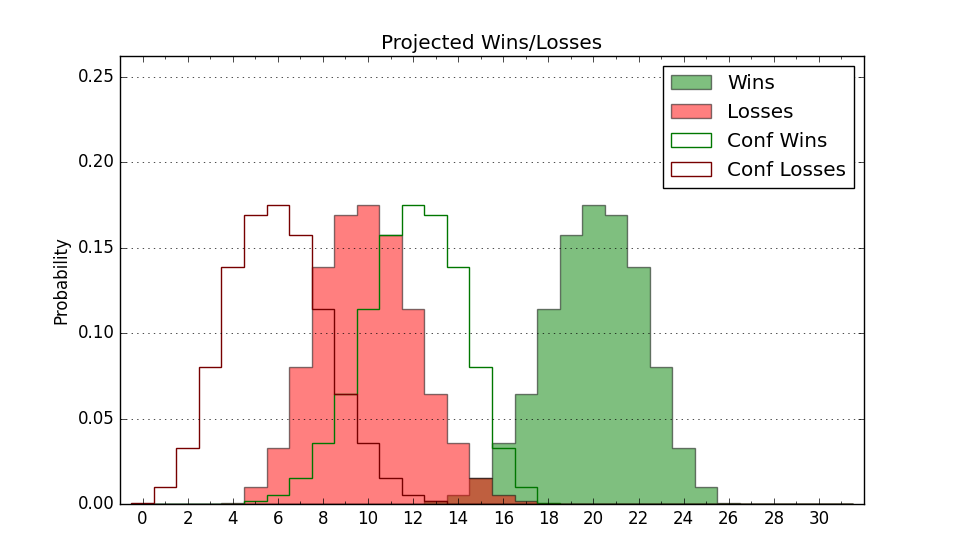 Projected Wins/Losses
0.25
0.20
0.15
0.10
0.05
0.00
Probability
Wins
Losses
Conf Wins
Conf Losses
0 2 4 6 8 10 12 14 16 18 20 22 24 26 28 30